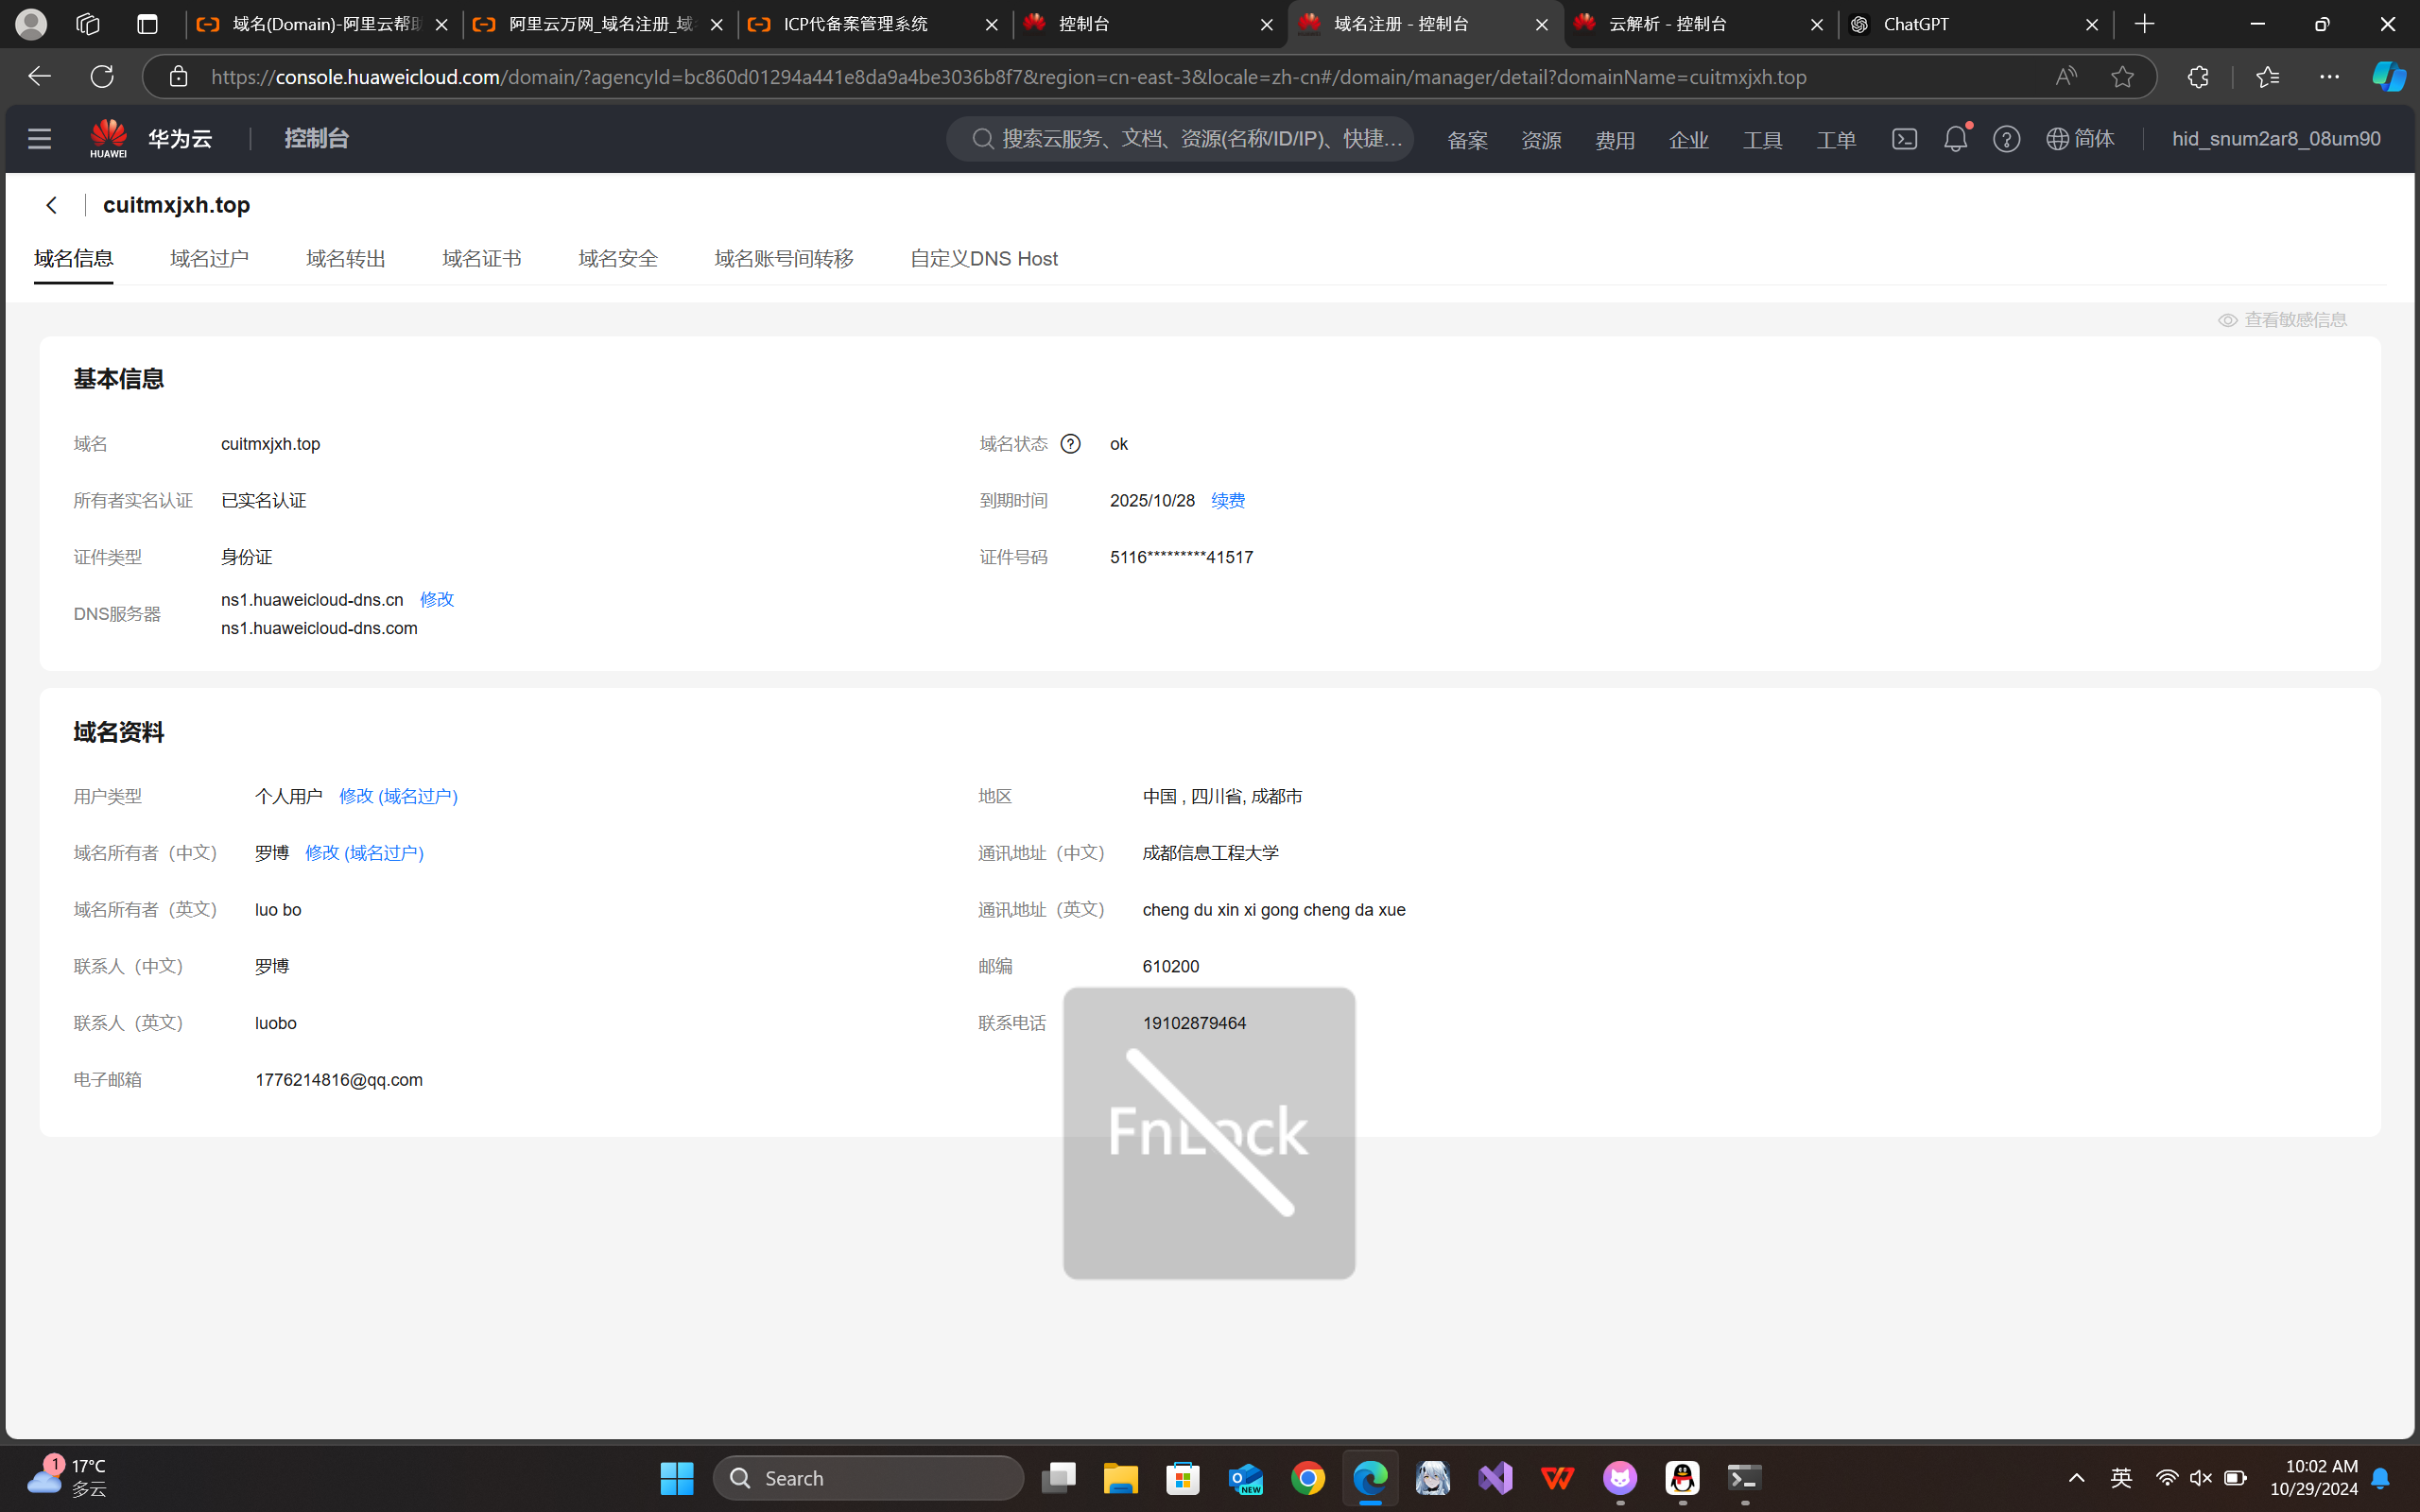 域名(Domain)-阿里云帮助
阿里云万网_域名注册_域名
ICP代备案管理系统
控制台
域名注册 - 控制台
云解析 - 控制台
ChatGPT
https://console.huaweicloud.com/domain/?agencyId=bc860d01294a441e8da9a4be3036b8f7&region=cn-east-3&locale=zh-cn#/domain/manager/detail?domainName=cuitmxjxh.top
HUAWEI
华为云
控制台
搜索云服务、文档、资源(名称/ID/IP)、快捷...
备案
资源
费用
企业
工具
工单
简体
hid_snum2ar8_08um90
cuitmxjxh.top
域名信息
域名过户
域名转出
域名证书
域名安全
域名账号间转移
自定义DNS Host
查看敏感信息
基本信息
域名 cuitmxjxh.top
域名状态 ok
所有者实名认证 已实名认证
到期时间 2025/10/28 续费
证件类型 身份证
证件号码 5116*********41517
DNS服务器
ns1.huaweicloud-dns.cn 修改
ns1.huaweicloud-dns.com
域名资料
用户类型 个人用户 修改 (域名过户)
地区 中国 , 四川省, 成都市
域名所有者（中文） 罗博 修改 (域名过户)
通讯地址（中文） 成都信息工程大学
域名所有者（英文） luo bo
通讯地址（英文） cheng du xin xi gong cheng da xue
联系人（中文） 罗博
邮编 610200
联系人（英文） luobo
联系电话 19102879464
电子邮箱 1776214816@qq.com
FnLock
1
17°C
多云
Search
NEW
英
10:02 AM
10/29/2024